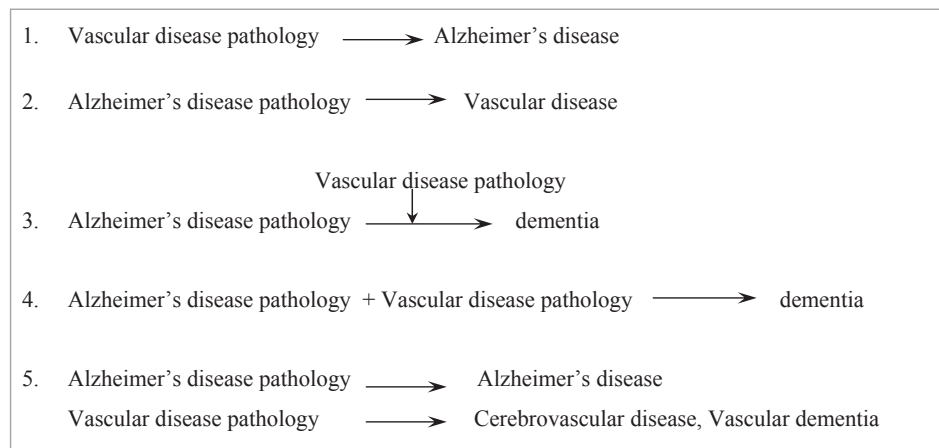 1. Vascular disease pathology Alzheimer’s disease
2. Alzheimer’s disease pathology Vascular disease
Vascular disease pathology
3. Alzheimer’s disease pathology dementia
4. Alzheimer’s disease pathology + Vascular disease pathology dementia
5. Alzheimer’s disease pathology Alzheimer’s disease
Vascular disease pathology Cerebrovascular disease, Vascular dementia